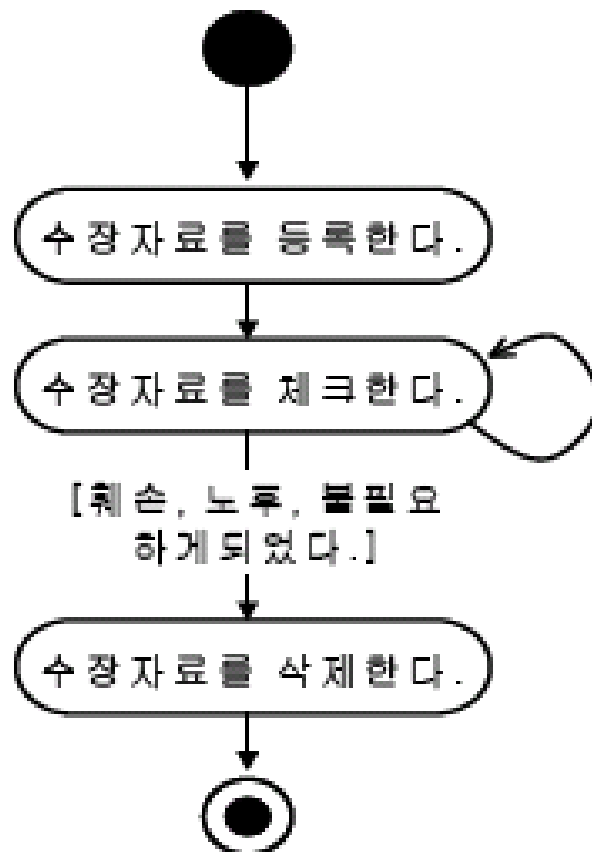 수장자료를 등록한다.
수장자료를 체크한다.
[훼손, 노후, 불필요
하게되었다.]
수장자료를 삭제한다.